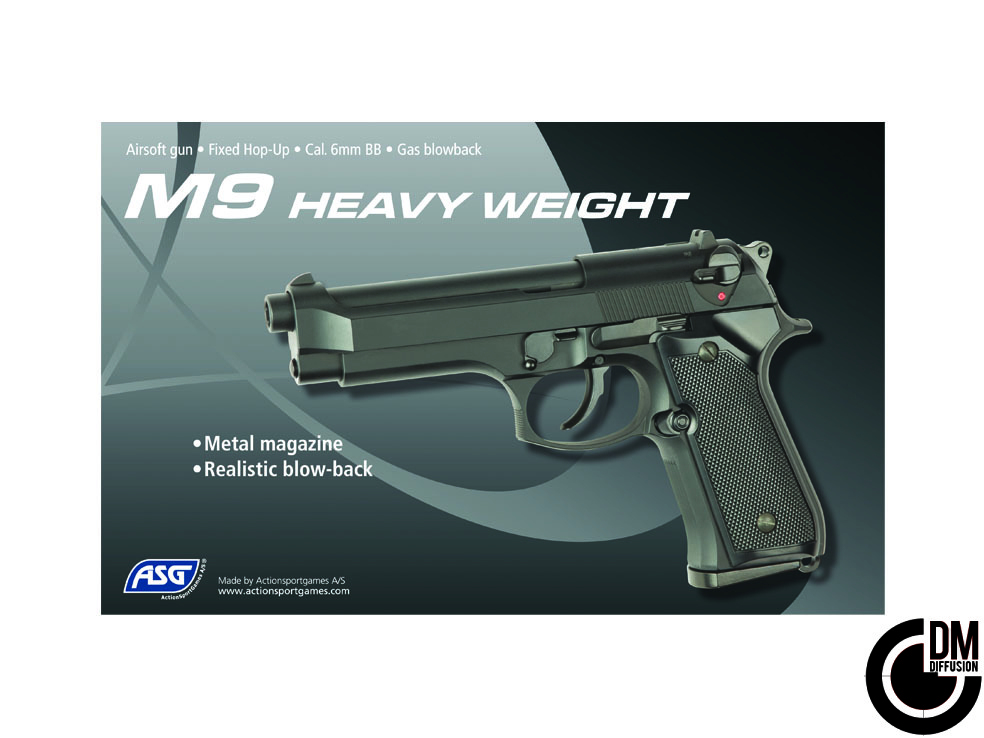 Airsoft gun • Fixed Hop-Up • Cal. 6mm BB • Gas blowback
M9 HEAVY WEIGHT
•Metal magazine
•Realistic blow-back
ASG
ActionSportGames A/S®
Made by Actionsportgames A/S
www.actionsportgames.com
DM
DIFFUSION